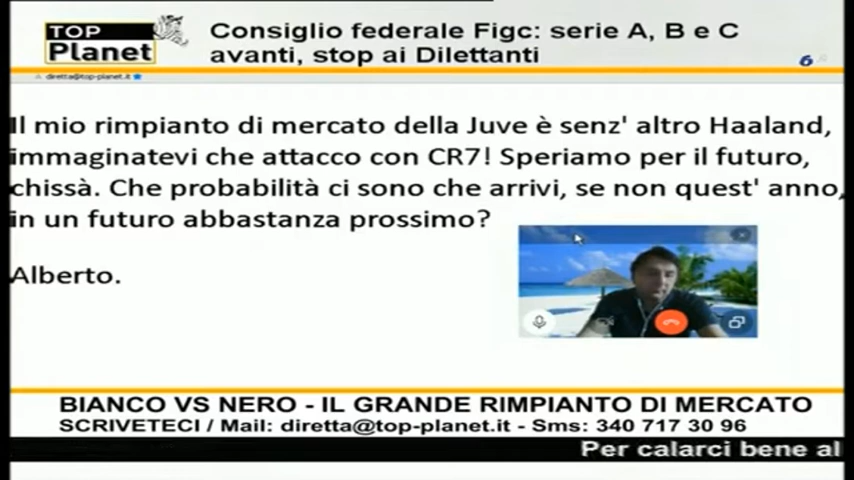 TOP
Planet
Consiglio federale Figc: serie A, B e C
avanti, stop ai Dilettanti
6
A diretta@top-planet.it
Il mio rimpianto di mercato della Juve è senz' altro Haaland,
immaginatevi che attacco con CR7! Speriamo per il futuro,
chissà. Che probabilità ci sono che arrivi, se non quest' anno,
in un futuro abbastanza prossimo?
Alberto.
BIANCO VS NERO - IL GRANDE RIMPIANTO DI MERCATO
SCRIVETECI / Mail: diretta@top-planet.it - Sms: 340 717 30 96
Per calarci bene al